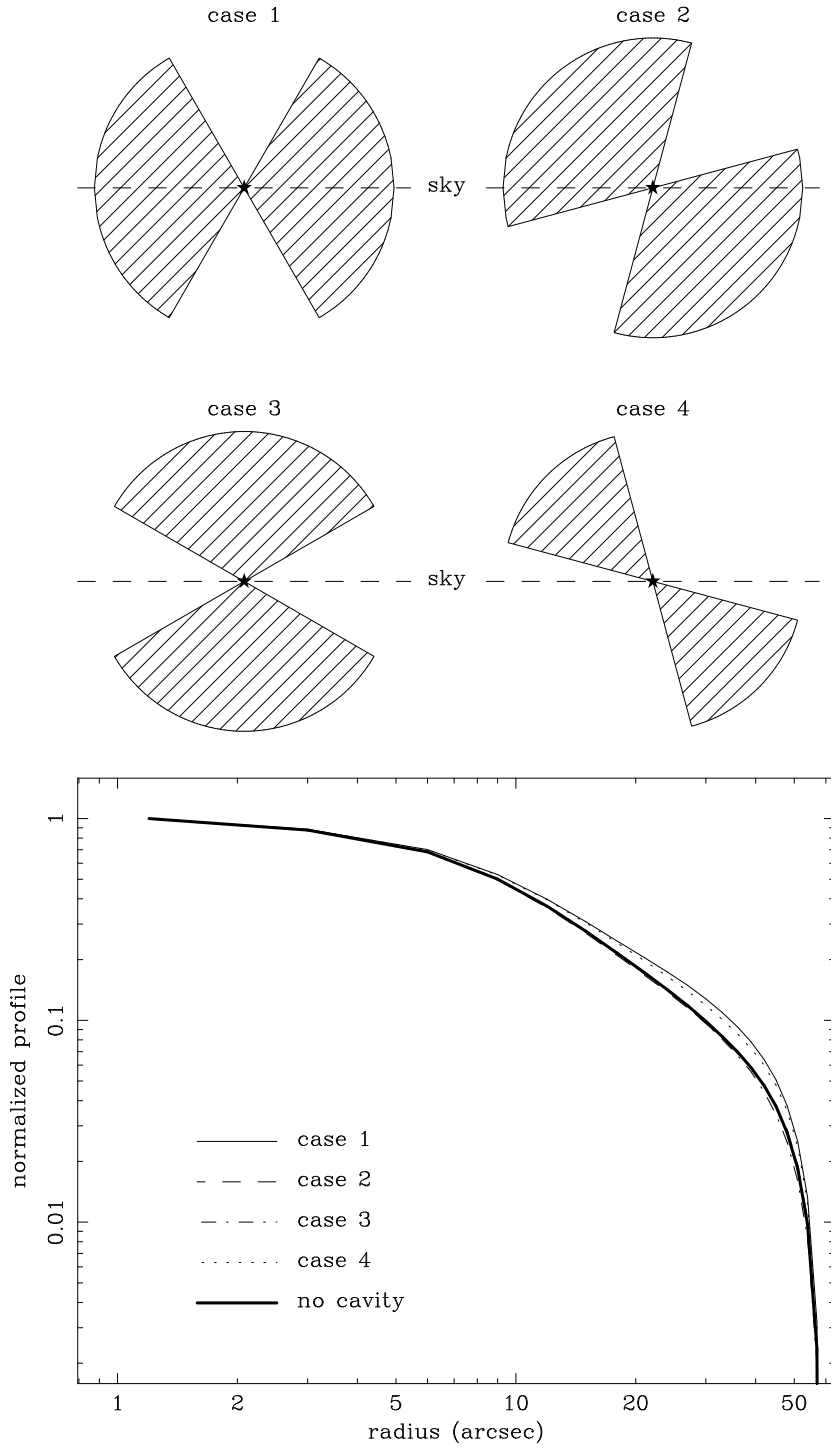 case 1
case 2
sky
case 3
case 4
sky
1
0.1
0.01
normalized profile
case 1
case 2
case 3
case 4
no cavity
1
2
5
10
20
50
radius (arcsec)